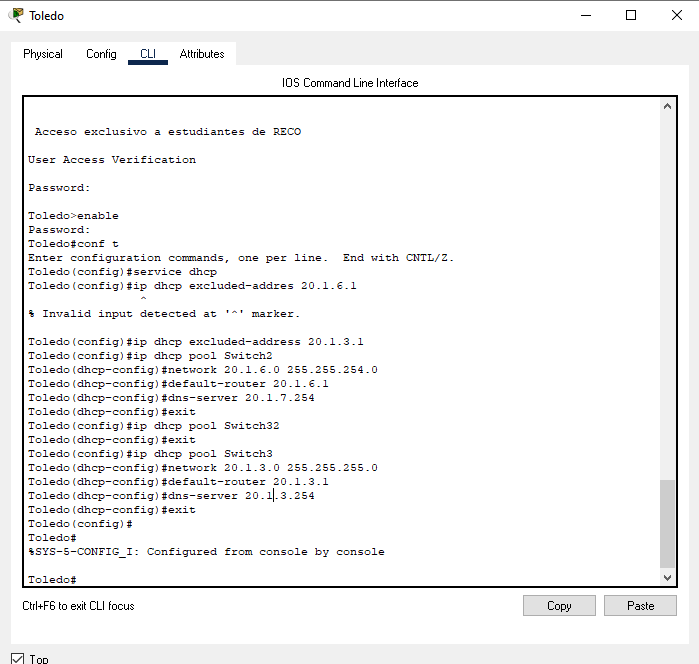 Toledo
Physical Config CLI Attributes
IOS Command Line Interface
Acceso exclusivo a estudiantes de RECO
User Access Verification
Password:
Toledo>enable
Password:
Toledo#conf t
Enter configuration commands, one per line.  End with CNTL/Z.
Toledo(config)#service dhcp
Toledo(config)#ip dhcp excluded-addres 20.1.6.1
^
% Invalid input detected at '^' marker.
Toledo(config)#ip dhcp excluded-address 20.1.3.1
Toledo(config)#ip dhcp pool Switch2
Toledo(dhcp-config)#network 20.1.6.0 255.255.254.0
Toledo(dhcp-config)#default-router 20.1.6.1
Toledo(dhcp-config)#dns-server 20.1.7.254
Toledo(dhcp-config)#exit
Toledo(config)#ip dhcp pool Switch32
Toledo(dhcp-config)#exit
Toledo(config)#ip dhcp pool Switch3
Toledo(dhcp-config)#network 20.1.3.0 255.255.255.0
Toledo(dhcp-config)#default-router 20.1.3.1
Toledo(dhcp-config)#dns-server 20.1.3.254
Toledo(dhcp-config)#exit
Toledo(config)#
Toledo#
%SYS-5-CONFIG_I: Configured from console by console
Toledo#
Ctrl+F6 to exit CLI focus Copy Paste
Top